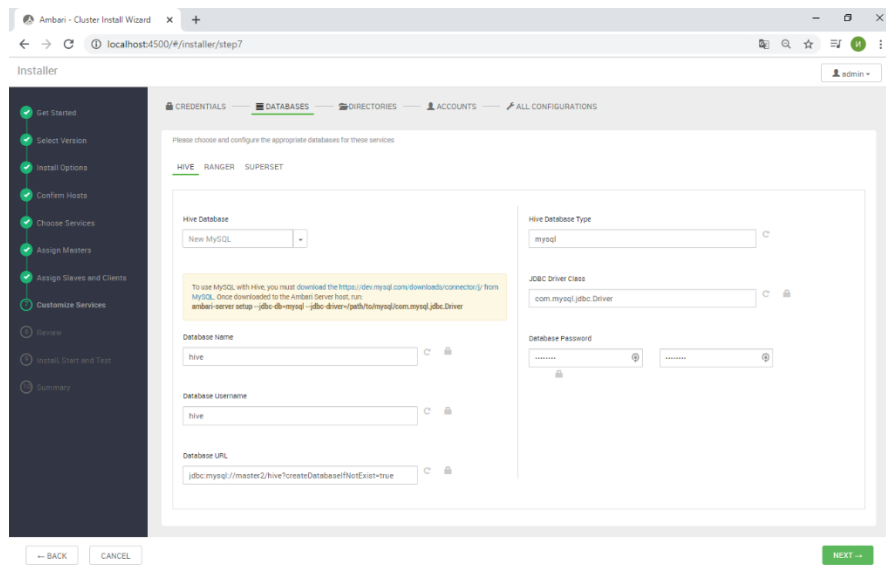 Ambari - Cluster Install Wizard
localhost:4500/#/installer/step7
И
Installer
admin
Get Started
Select Version
Install Options
Confirm Hosts
Choose Services
Assign Masters
Assign Slaves and Clients
7 Customize Services
8 Review
9 Install, Start and Test
10 Summary
CREDENTIALS DATABASES DIRECTORIES ACCOUNTS ALL CONFIGURATIONS
Please choose and configure the appropriate databases for these services
HIVE RANGER SUPERSET
Hive Database
New MySQL
To use MySQL with Hive, you must download the https://dev.mysql.com/downloads/connector/j/ from
MySQL. Once downloaded to the Ambari Server host, run:
ambari-server setup --jdbc-db=mysql --jdbc-driver=/path/to/mysql/com.mysql.jdbc.Driver
Database Name
hive
Database Username
hive
Database URL
jdbc:mysql://master2/hive?createDatabaseIfNotExist=true
Hive Database Type
mysql
JDBC Driver Class
com.mysql.jdbc.Driver
Database Password
........ ........
← BACK CANCEL NEXT →